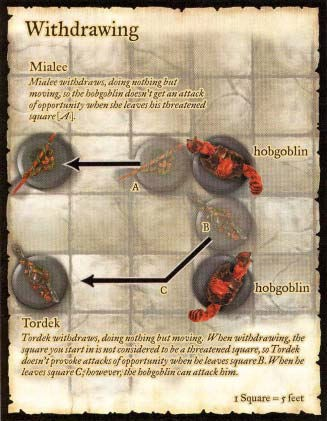 Withdrawing
Mialee
Mialee withdraws, doing nothing but
moving, so the hobgoblin doesn't get an attack
of opportunity when she leaves his threatened
square [A].
hobgoblin
A
B
C
hobgoblin
Tordek
Tordek withdraws, doing nothing but moving. When withdrawing, the
square you start in is not considered to be a threatened square, so Tordek
doesn't provoke attacks of opportunity when he leaves square B. When he
leaves square C; however, the hobgoblin can attack him.
1 Square = 5 feet